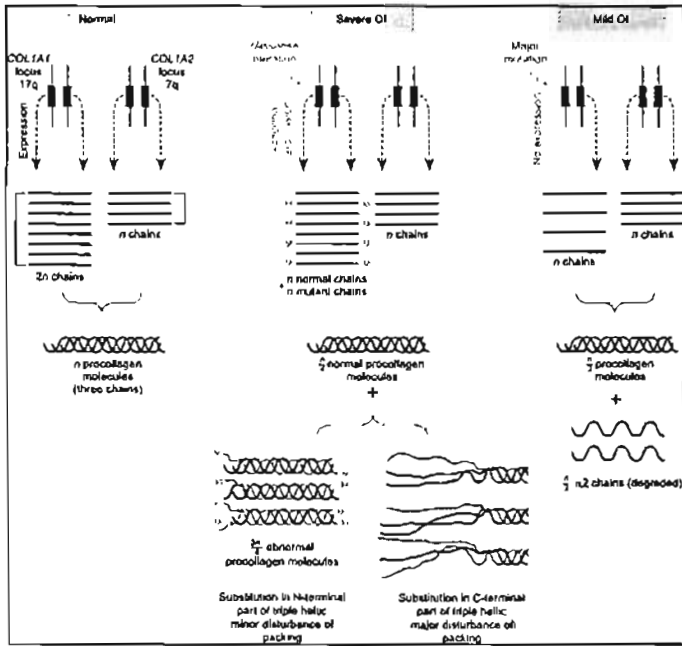 Normal
Severe OI
Mild OI
COL1A1
locus
17q
COL1A2
locus
7q
Expression
mutation
Major
mutation
No expression
2n chains
n chains
n normal chains
+ n mutant chains
n chains
n chains
n chains
n procollagen
molecules
(three chains)
normal procollagen
molecules
+
procollagen
molecules
+
chains (degraded)
abnormal
procollagen molecules
Substitution in N-terminal
part of triple helix:
minor disturbance of
packing
Substitution in C-terminal
part of triple helix:
major disturbance of
packing